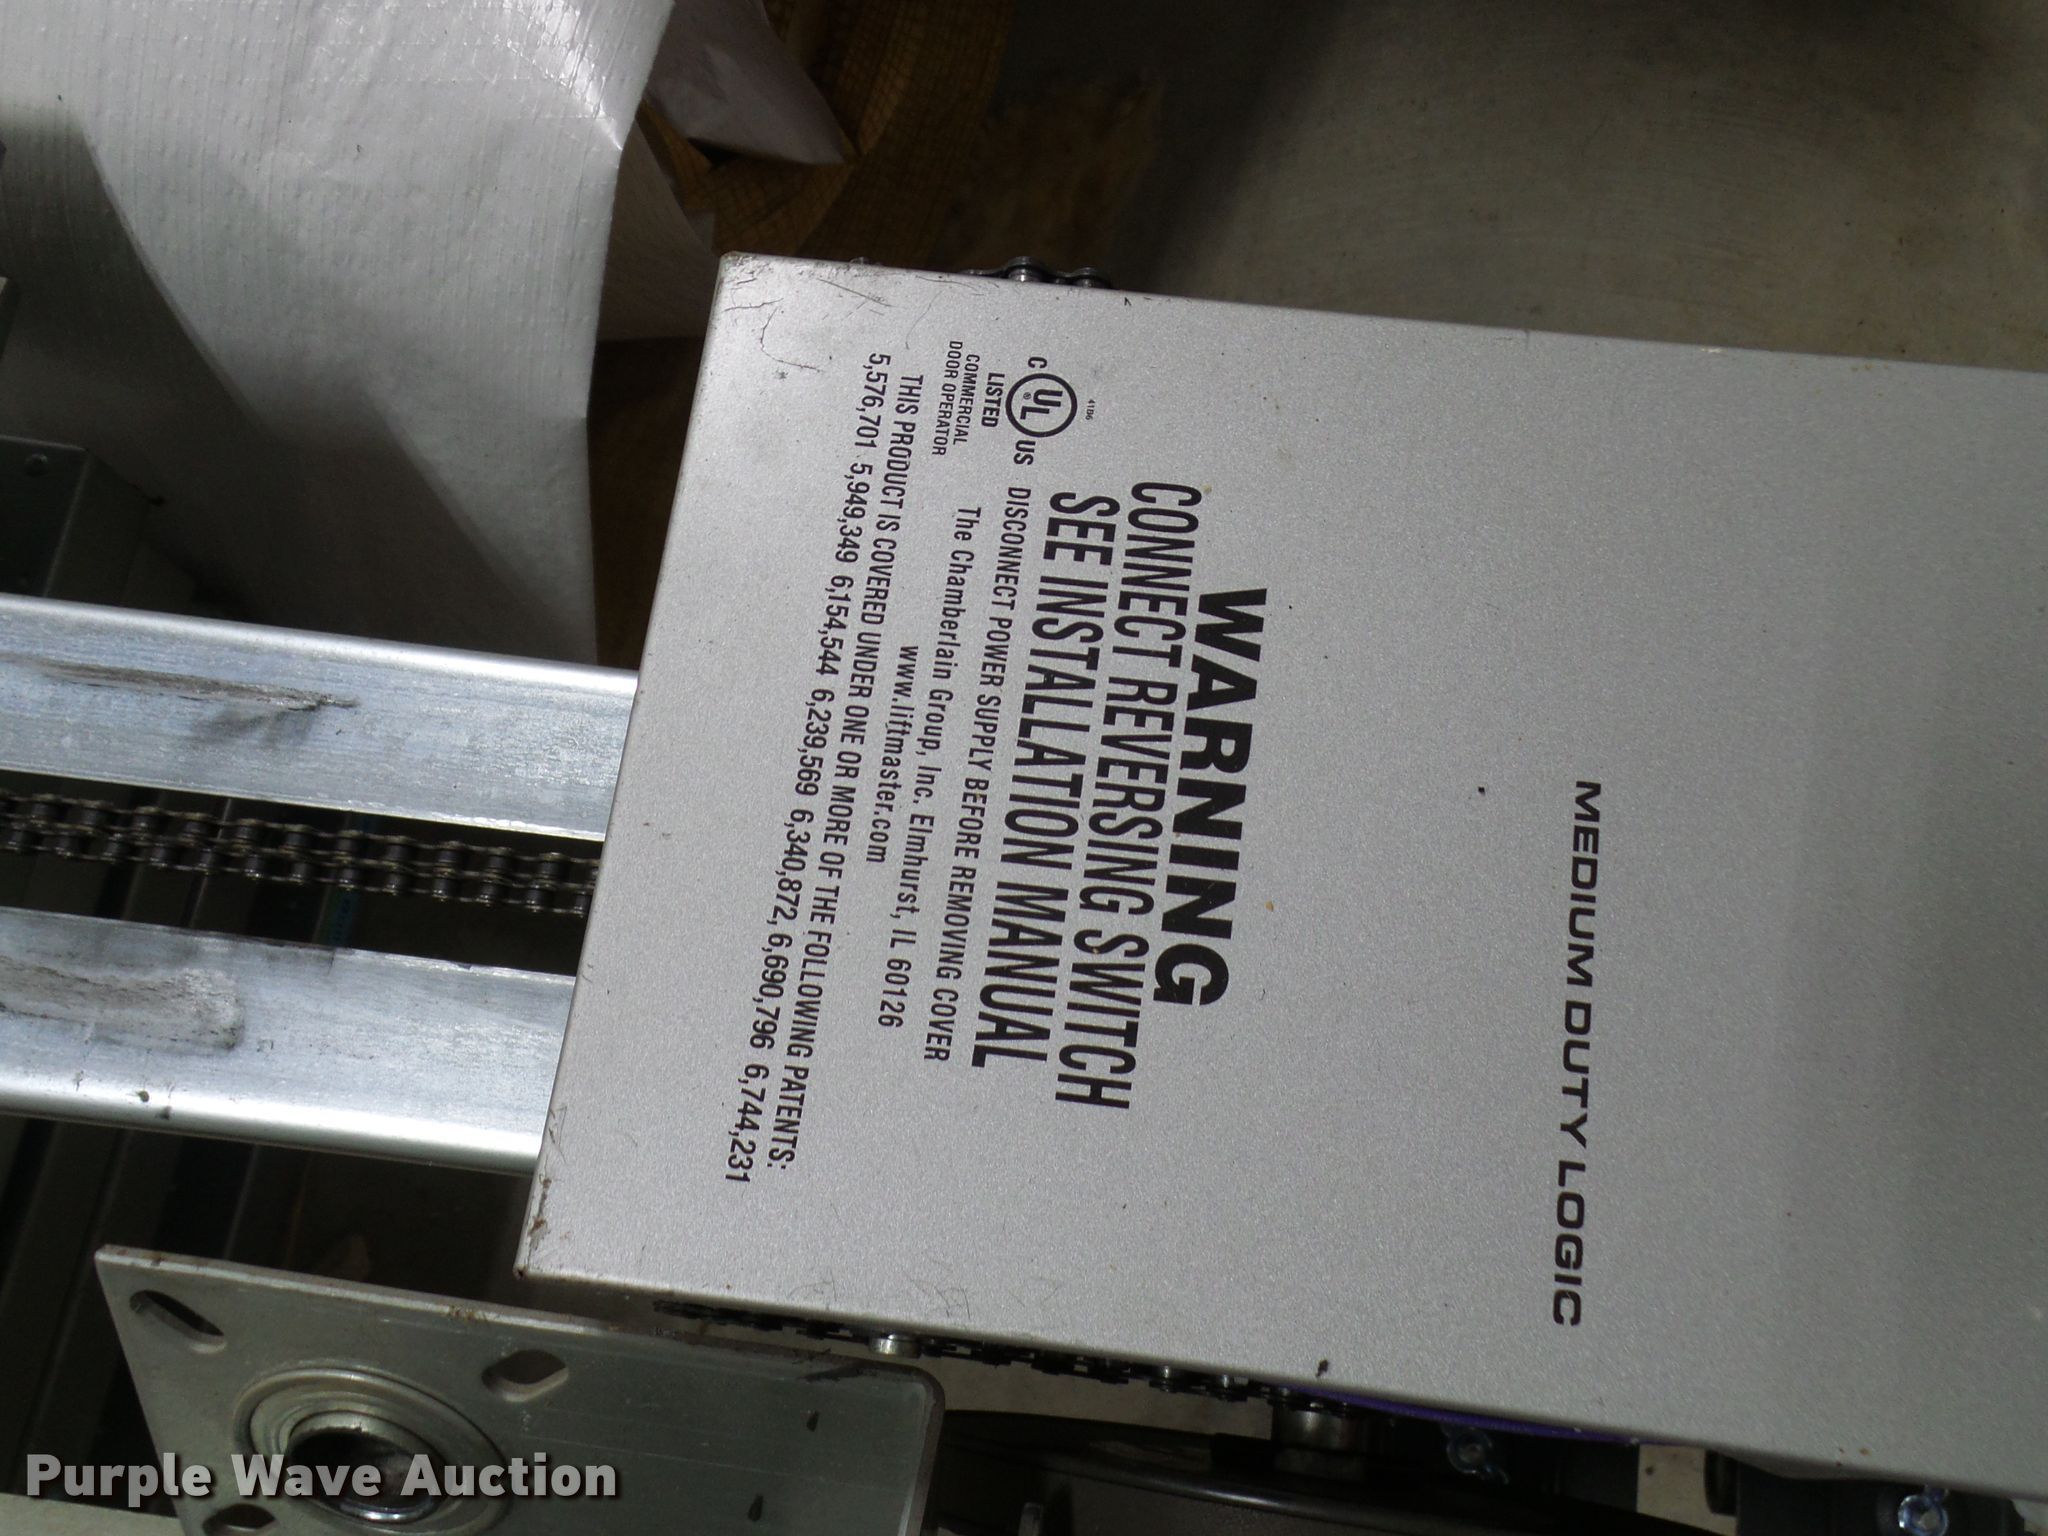 MEDIUM DUTY LOGIC
WARNING
CONNECT REVERSING SWITCH
SEE INSTALLATION MANUAL
41B6
C UL® US
LISTED
COMMERCIAL
DOOR OPERATOR
DISCONNECT POWER SUPPLY BEFORE REMOVING COVER
The Chamberlain Group, Inc. Elmhurst, IL 60126
www.liftmaster.com
THIS PRODUCT IS COVERED UNDER ONE OR MORE OF THE FOLLOWING PATENTS:
5,576,701 5,949,349 6,154,544 6,239,569 6,340,872, 6,690,796 6,744,231
Purple Wave Auction